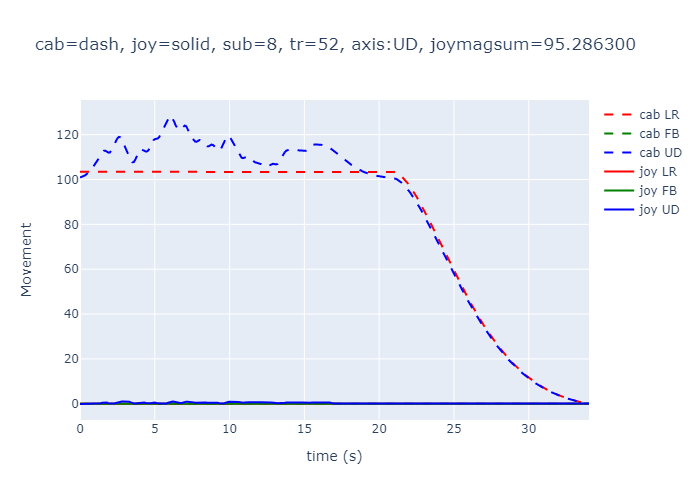 cab=dash, joy=solid, sub=8, tr=52, axis:UD, joymagsum=95.286300
cab LR
cab FB
cab UD
joy LR
joy FB
joy UD
Movement
120
100
80
60
40
20
0
0 5 10 15 20 25 30
time (s)